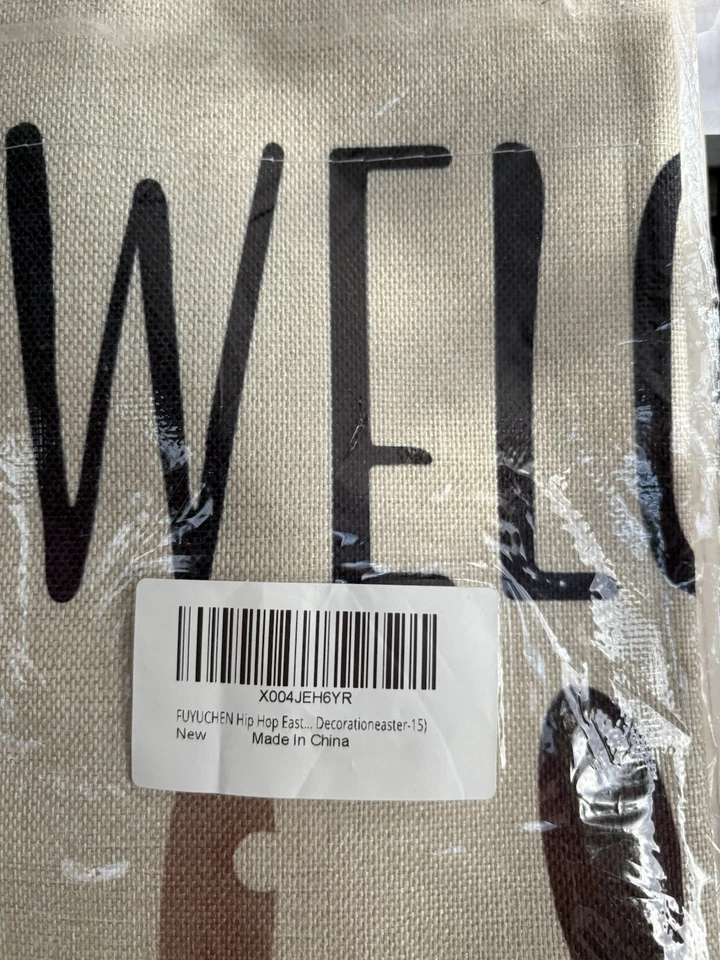 WELC
X004JEH6YR
FUYUCHEN Hip Hop East... Decorationeaster-15)
New Made In China